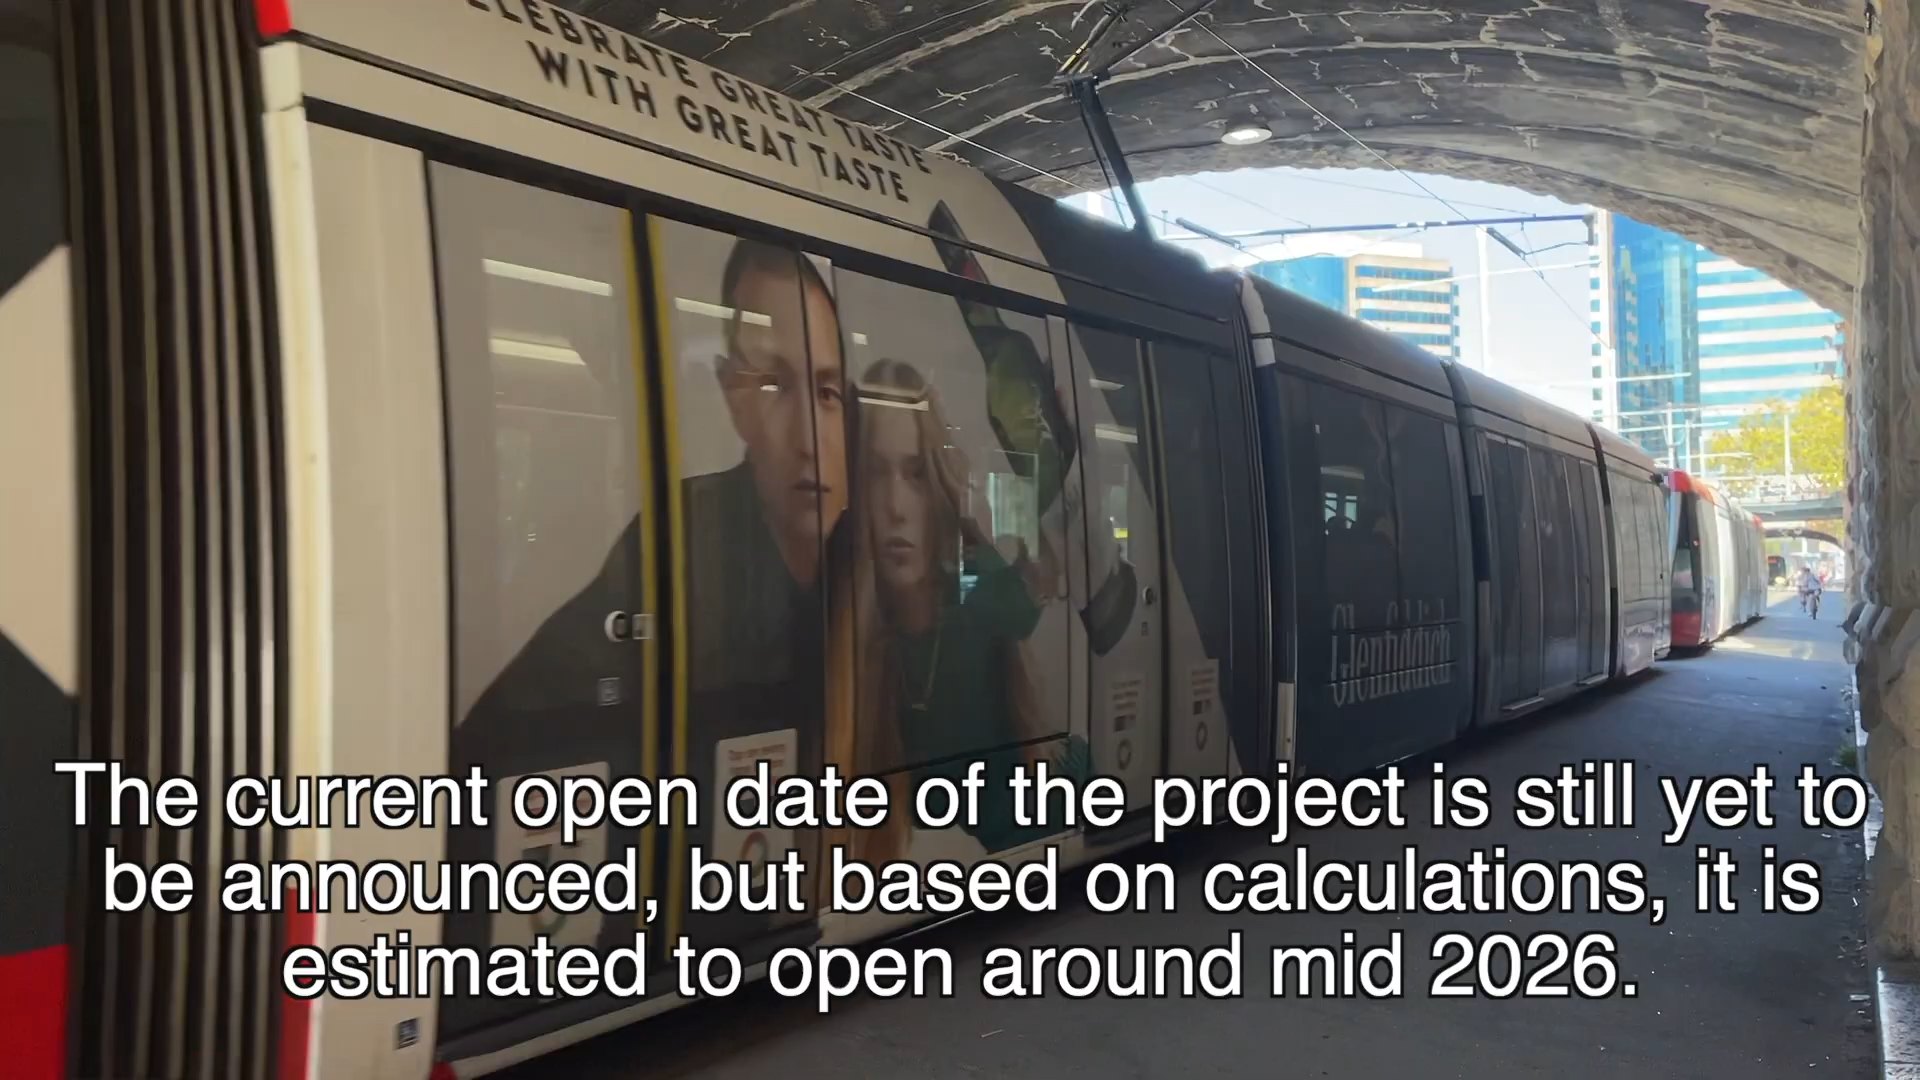 ELEBRATE GREAT TASTE
WITH GREAT TASTE
Glenfiddich
The current open date of the project is still yet to
be announced, but based on calculations, it is
estimated to open around mid 2026.